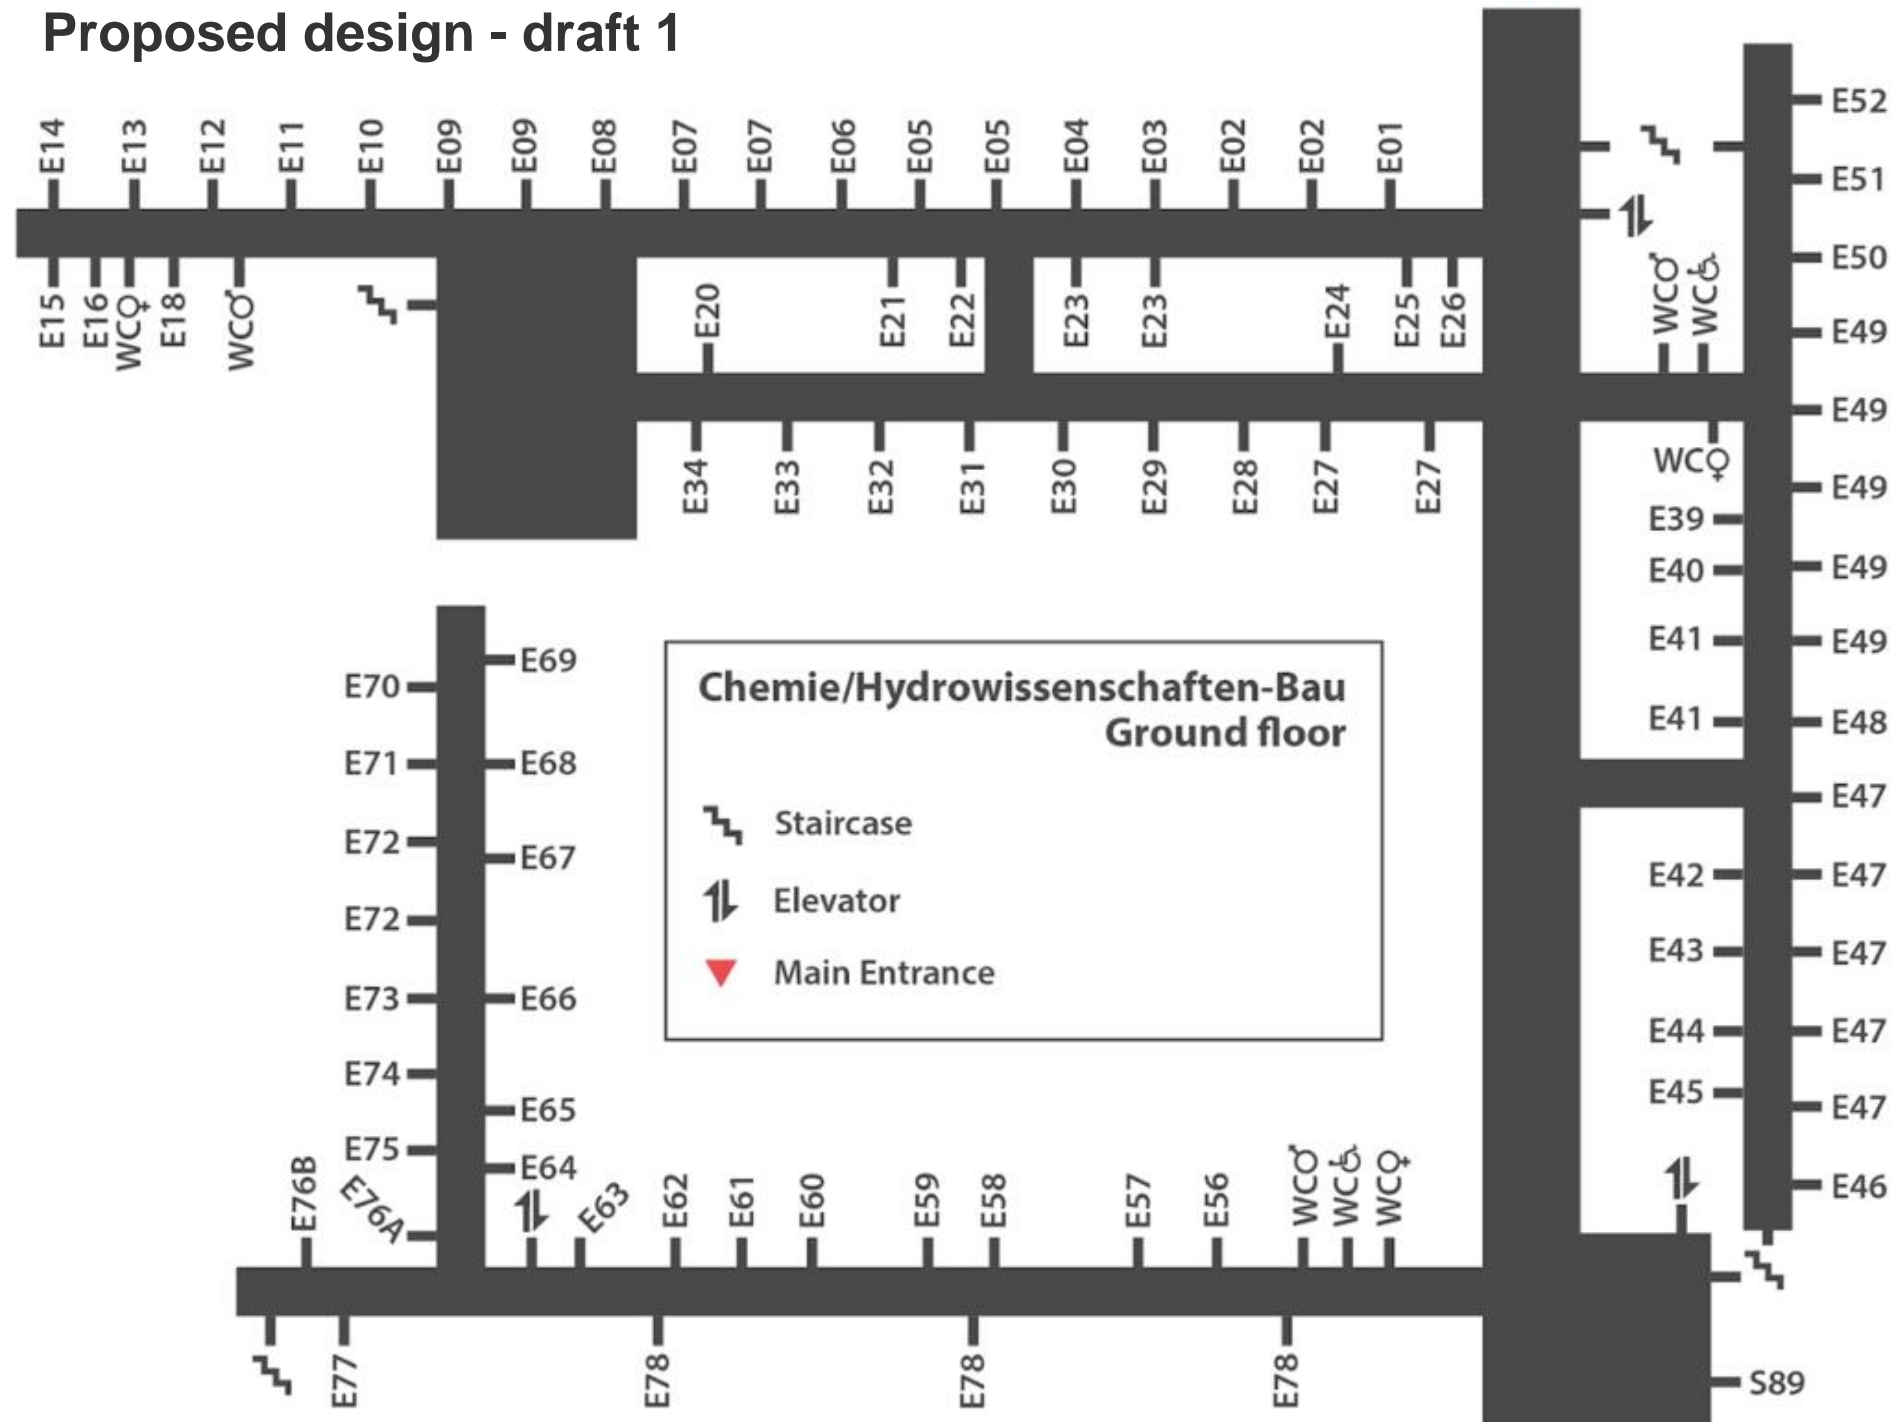 Proposed design - draft 1
E14
E13
E12
E11
E10
E09
E09
E08
E07
E07
E06
E05
E05
E04
E03
E02
E02
E01
E52
E51
E50
E49
E49
E49
E49
E49
E48
E47
E47
E47
E47
E47
E46
E15
E16
WC♀
E18
WC♂
E20
E21
E22
E23
E23
E24
E25
E26
WC♂
WC♿
WC♀
E34
E33
E32
E31
E30
E29
E28
E27
E27
E39
E40
E41
E41
E42
E43
E44
E45
Chemie/Hydrowissenschaften-Bau
Ground floor
Staircase
Elevator
Main Entrance
E70
E71
E72
E72
E73
E74
E75
E76A
E76B
E69
E68
E67
E66
E65
E64
E63
E62
E61
E60
E59
E58
E57
E56
WC♂
WC♿
WC♀
E77
E78
E78
E78
S89